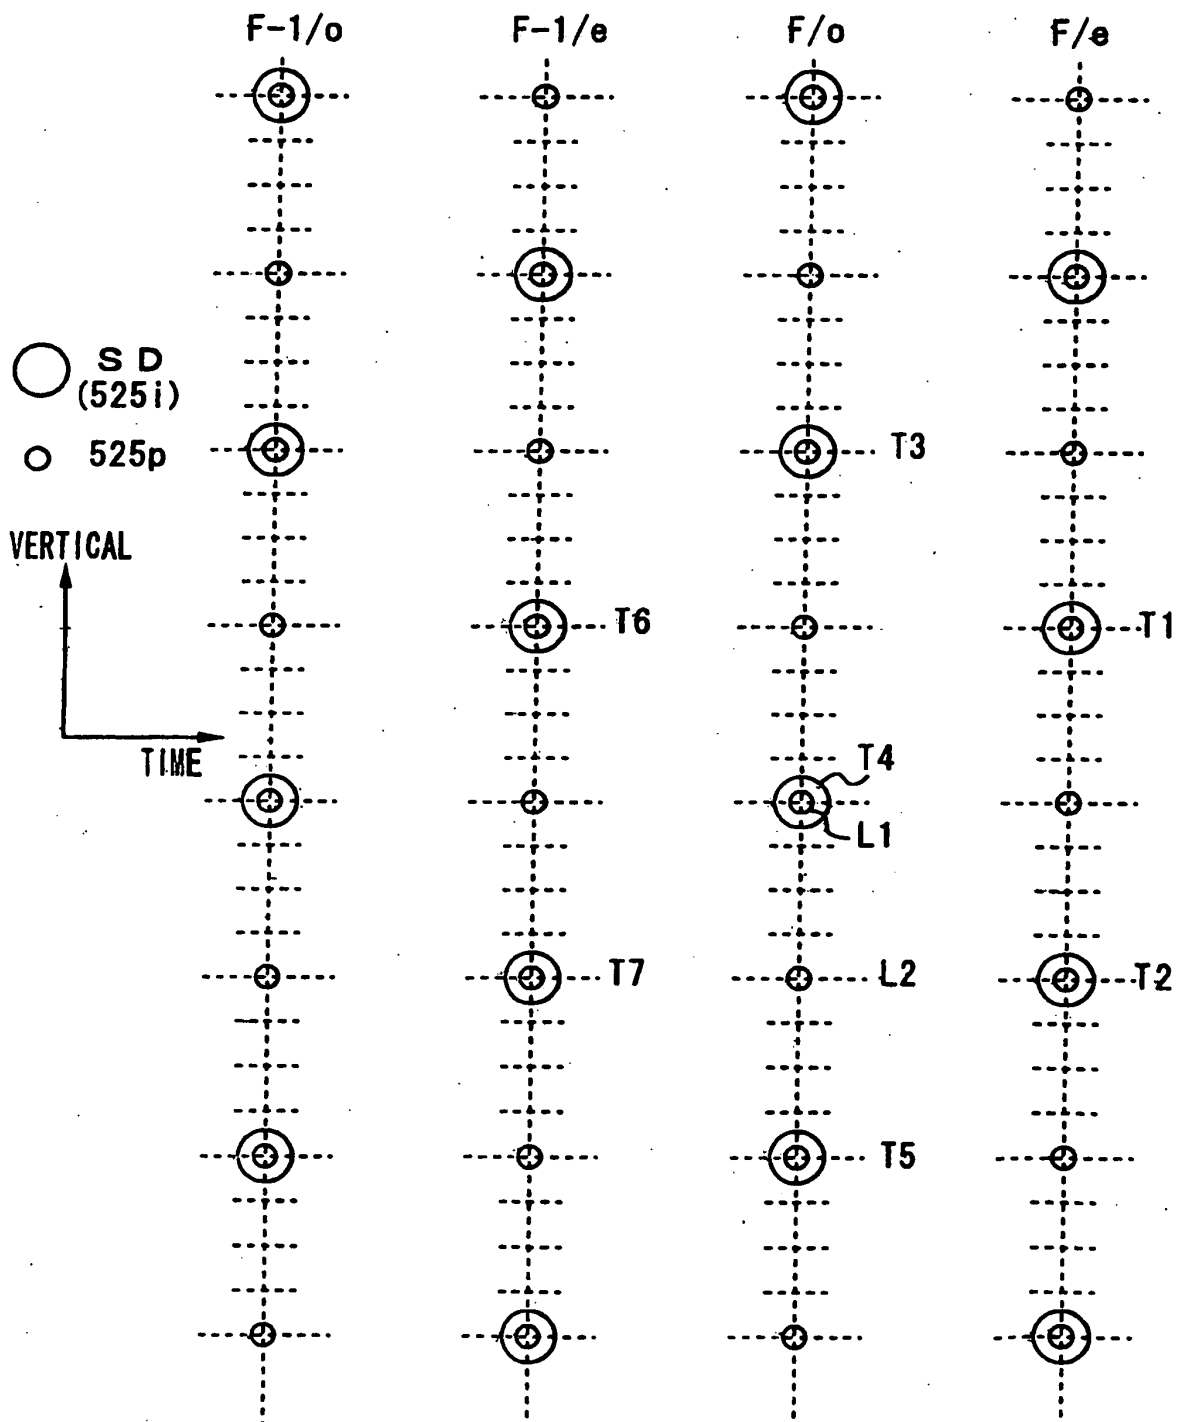 F-1/o F-1/e F/o F/e
SD
(525i)
525p
T3
VERTICAL
T6
T1
TIME
T4
L1
T7
L2
T2
T5